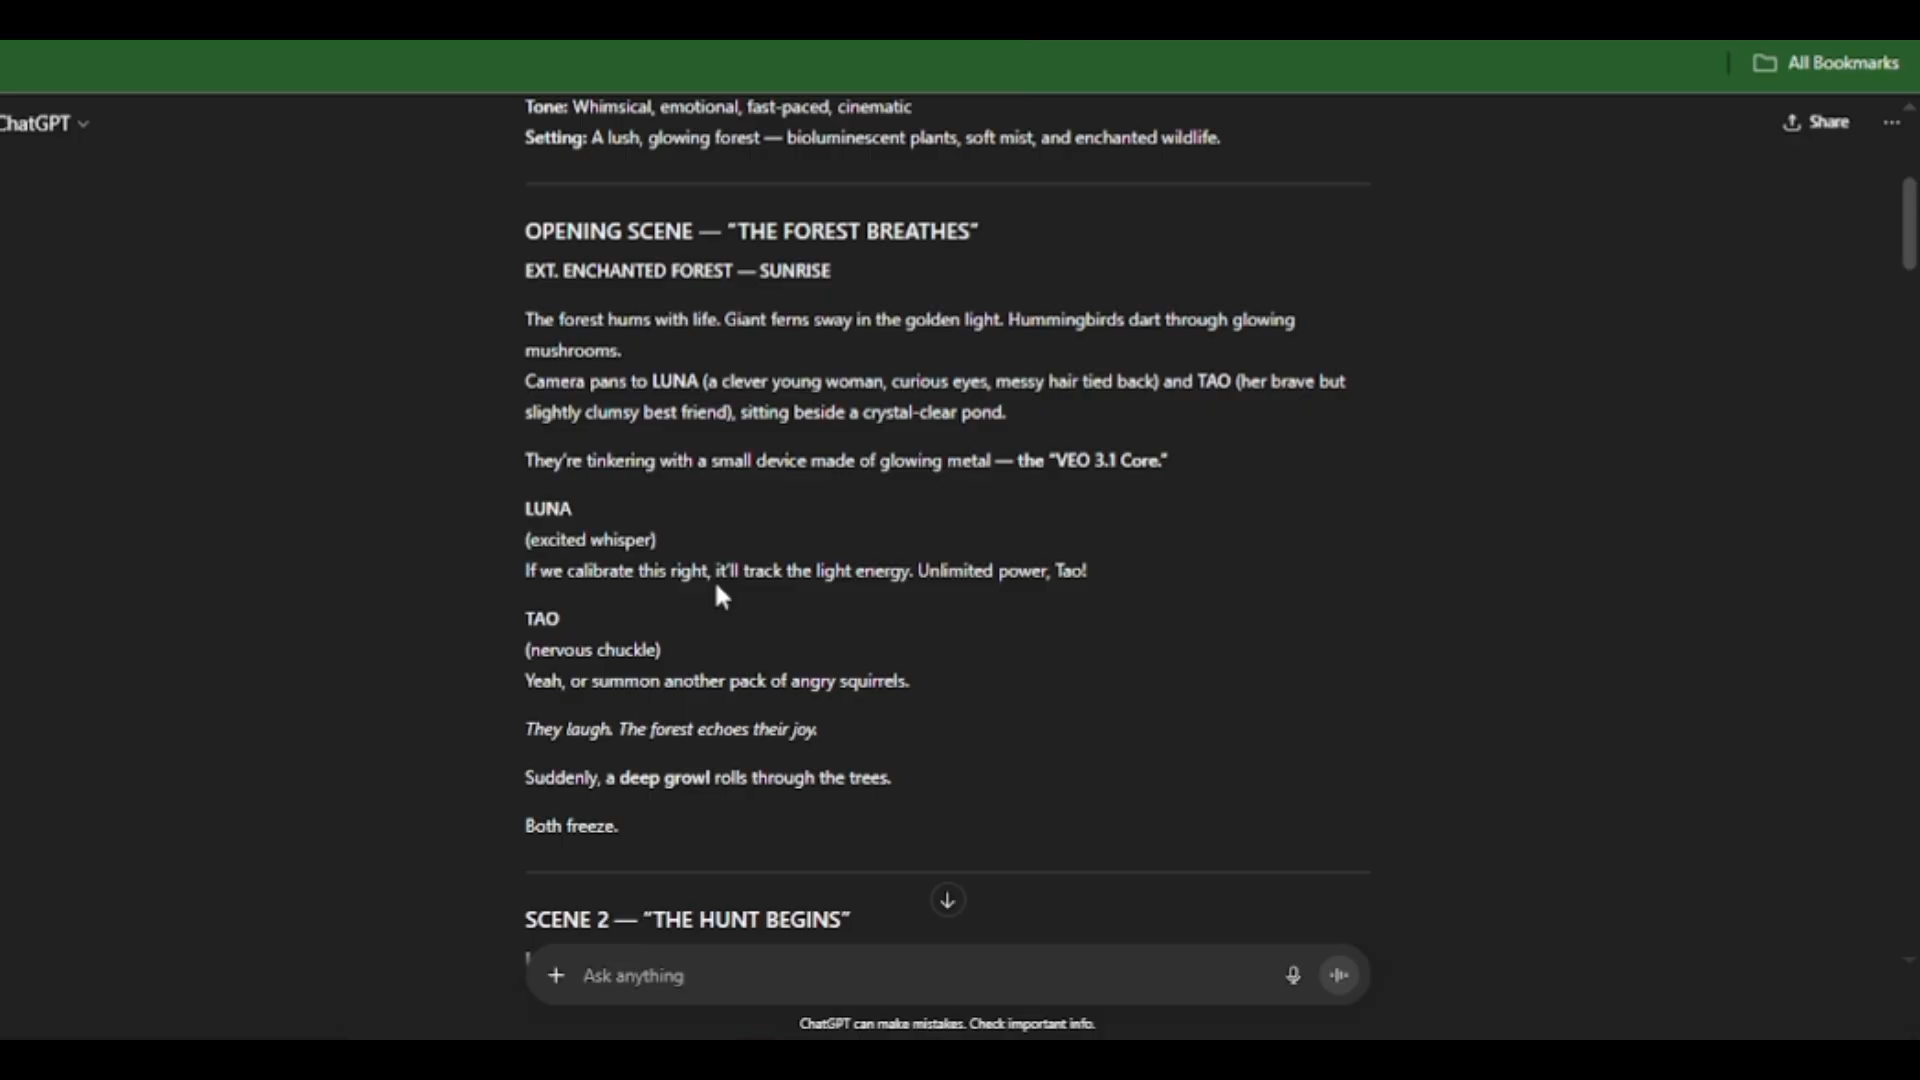 All Bookmarks
ChatGPT
Share
Tone: Whimsical, emotional, fast-paced, cinematic
Setting: A lush, glowing forest — bioluminescent plants, soft mist, and enchanted wildlife.
OPENING SCENE — “THE FOREST BREATHES”
EXT. ENCHANTED FOREST — SUNRISE
The forest hums with life. Giant ferns sway in the golden light. Hummingbirds dart through glowing
mushrooms.
Camera pans to LUNA (a clever young woman, curious eyes, messy hair tied back) and TAO (her brave but
slightly clumsy best friend), sitting beside a crystal-clear pond.
They’re tinkering with a small device made of glowing metal — the “VEO 3.1 Core.”
LUNA
(excited whisper)
If we calibrate this right, it’ll track the light energy. Unlimited power, Tao!
TAO
(nervous chuckle)
Yeah, or summon another pack of angry squirrels.
They laugh. The forest echoes their joy.
Suddenly, a deep growl rolls through the trees.
Both freeze.
SCENE 2 — “THE HUNT BEGINS”
Ask anything
ChatGPT can make mistakes. Check important info.